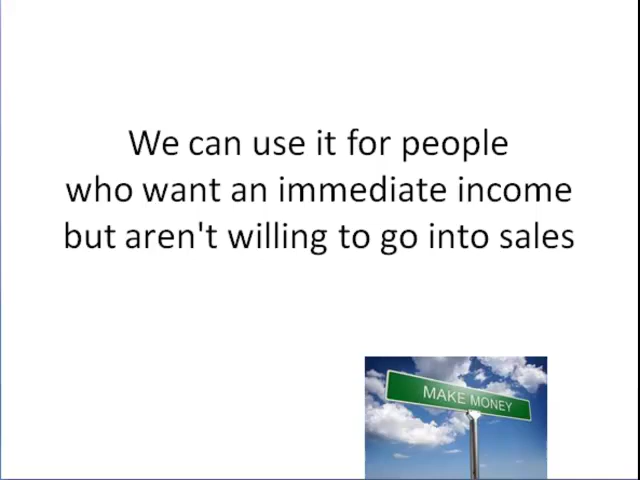 We can use it for people
who want an immediate income
but aren't willing to go into sales
MAKE MONEY